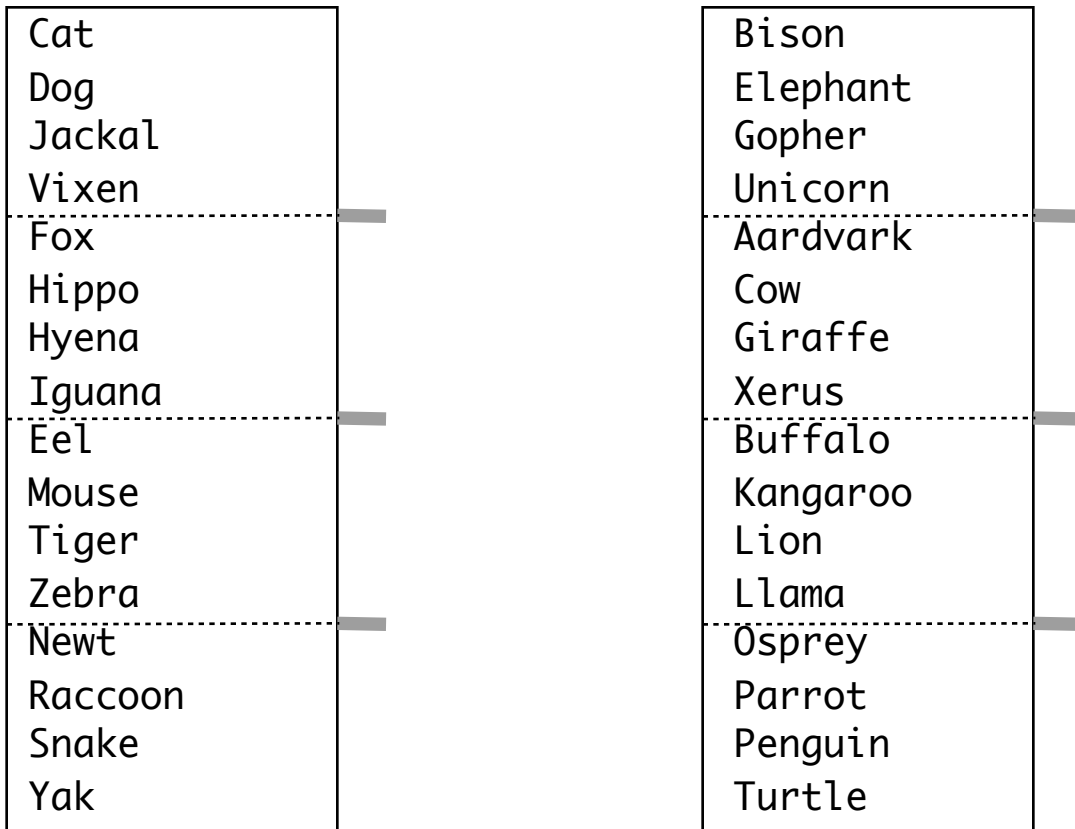 Cat
Dog
Jackal
Vixen
Fox
Hippo
Hyena
Iguana
Eel
Mouse
Tiger
Zebra
Newt
Raccoon
Snake
Yak
Bison
Elephant
Gopher
Unicorn
Aardvark
Cow
Giraffe
Xerus
Buffalo
Kangaroo
Lion
Llama
Osprey
Parrot
Penguin
Turtle